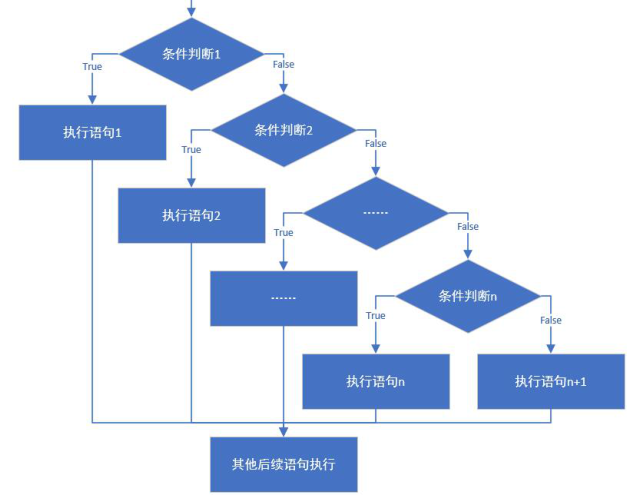 条件判断1
True
False
执行语句1
条件判断2
True
False
执行语句2
------
True
False
------
条件判断n
True
False
执行语句n
执行语句n+1
其他后续语句执行